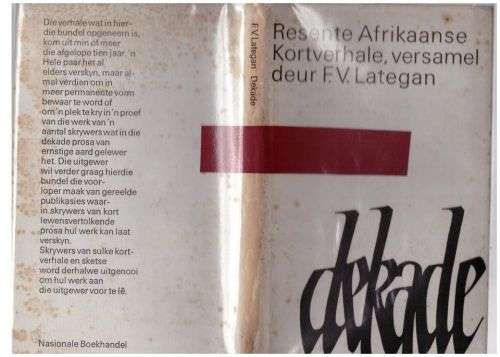 Die verhale wat in hier-
die bundel opgeneem is,
kom uit min of meer
die afgelope tien jaar. 'n
Hele paar het al
elders verskyn, maar al-
mal verdien om in
meer permanente vorm
bewaar te word of
om 'n plek te kry in 'n proef
van die werk van 'n
aantal skrywers wat in die
dekade prosa van
ernstige aard gelewer
het. Die uitgewer
wil verder graag hierdie
bundel die voor-
loper maak van gereelde
publikasies waar-
in skrywers van kort
lewensvertolkende
prosa hul werk kan laat
verskyn.
Skrywers van sulke kort-
verhale en sketse
word derhalwe uitgenooi
om hul werk aan
die uitgewer voor te lê.
Nasionale Boekhandel
F.V. Lategan - Dekade
Resente Afrikaanse
Kortverhale, versamel
deur F.V. Lategan
dekade